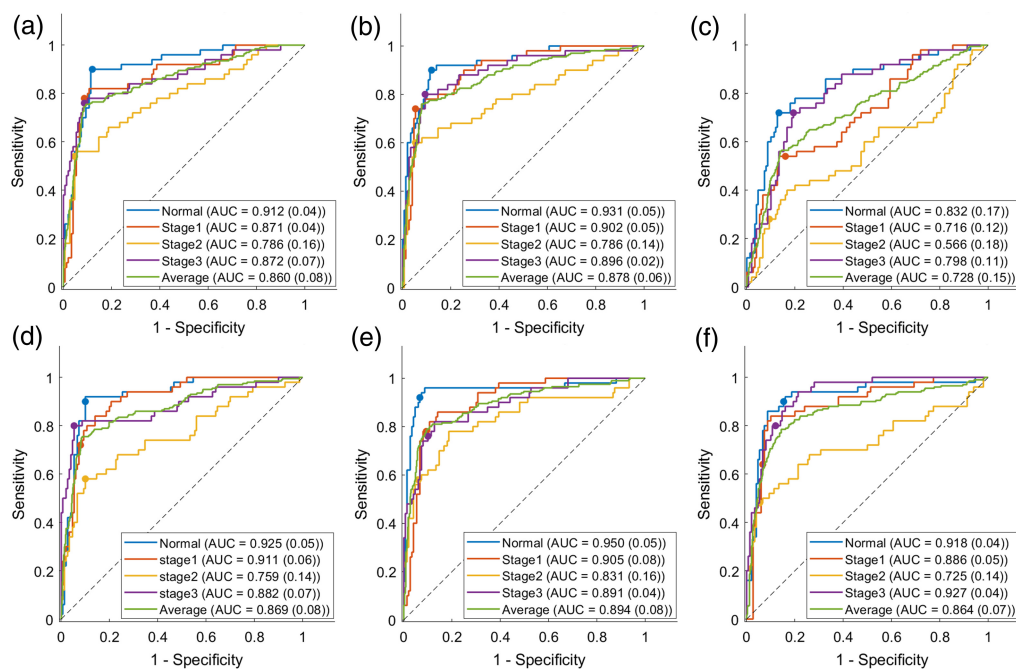 (a)
1
0.8
0.6
0.4
0.2
0
Sensitivity
Normal (AUC = 0.912 (0.04))
Stage1 (AUC = 0.871 (0.04))
Stage2 (AUC = 0.786 (0.16))
Stage3 (AUC = 0.872 (0.07))
Average (AUC = 0.860 (0.08))
0 0.2 0.4 0.6 0.8 1
1 - Specificity
(b)
1
0.8
0.6
0.4
0.2
0
Sensitivity
Normal (AUC = 0.931 (0.05))
Stage1 (AUC = 0.902 (0.05))
Stage2 (AUC = 0.786 (0.14))
Stage3 (AUC = 0.896 (0.02))
Average (AUC = 0.878 (0.06))
0 0.2 0.4 0.6 0.8 1
1 - Specificity
(c)
1
0.8
0.6
0.4
0.2
0
Sensitivity
Normal (AUC = 0.832 (0.17))
Stage1 (AUC = 0.716 (0.12))
Stage2 (AUC = 0.566 (0.18))
Stage3 (AUC = 0.798 (0.11))
Average (AUC = 0.728 (0.15))
0 0.2 0.4 0.6 0.8 1
1 - Specificity
(d)
1
0.8
0.6
0.4
0.2
0
Sensitivity
Normal (AUC = 0.925 (0.05))
stage1 (AUC = 0.911 (0.06))
stage2 (AUC = 0.759 (0.14))
stage3 (AUC = 0.882 (0.07))
Average (AUC = 0.869 (0.08))
0 0.2 0.4 0.6 0.8 1
1 - Specificity
(e)
1
0.8
0.6
0.4
0.2
0
Sensitivity
Normal (AUC = 0.950 (0.05))
Stage1 (AUC = 0.905 (0.08))
Stage2 (AUC = 0.831 (0.16))
Stage3 (AUC = 0.891 (0.04))
Average (AUC = 0.894 (0.08))
0 0.2 0.4 0.6 0.8 1
1 - Specificity
(f)
1
0.8
0.6
0.4
0.2
0
Sensitivity
Normal (AUC = 0.918 (0.04))
Stage1 (AUC = 0.886 (0.05))
Stage2 (AUC = 0.725 (0.14))
Stage3 (AUC = 0.927 (0.04))
Average (AUC = 0.864 (0.07))
0 0.2 0.4 0.6 0.8 1
1 - Specificity